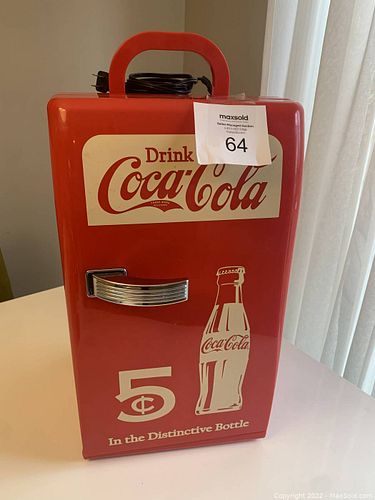 maxsold
64
Drink
Coca-Cola
Coca-Cola
5¢
In the Distinctive Bottle
Copyright 2022 - MaxSold.com